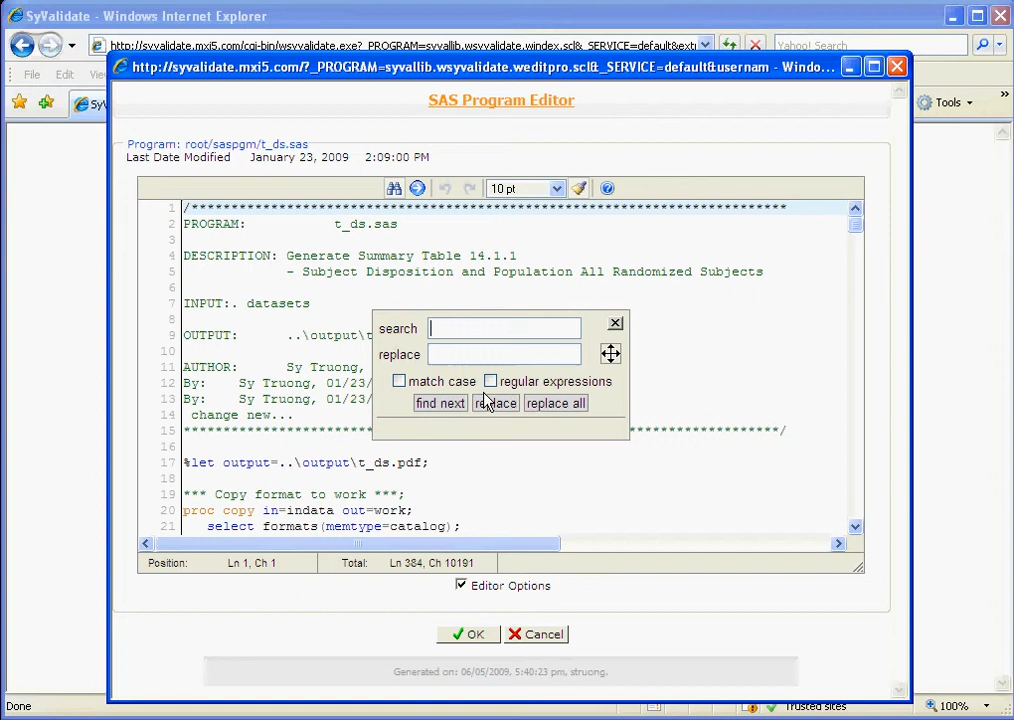 SyValidate - Windows Internet Explorer
http://syvalidate.mxi5.com/cgi-bin/wsyvalidate.exe?_PROGRAM=syvallib.wsyvalidate.windex.scl&_SERVICE=default&extr
Yahoo! Search
File Edit
http://syvalidate.mxi5.com/?_PROGRAM=syvallib.wsyvalidate.weditpro.scl&_SERVICE=default&usernam - Windo...
Tools
SAS Program Editor
Program: root/saspgm/t_ds.sas
Last Date Modified January 23, 2009 2:09:00 PM
10 pt
1 /****************************************************************************
2 PROGRAM: t_ds.sas
3
4 DESCRIPTION: Generate Summary Table 14.1.1
5 - Subject Disposition and Population All Randomized Subjects
6
7 INPUT:. datasets
8
9 OUTPUT: ..\output\t
10
11 AUTHOR: Sy Truong,
12 By: Sy Truong, 01/23/
13 By: Sy Truong, 01/23/
14 change new...
15 ****************************************************************************/
16
17 %let output=..\output\t_ds.pdf;
18
19 *** Copy format to work ***;
20 proc copy in=indata out=work;
21 select formats(memtype=catalog);
search
replace
match case regular expressions
find next replace replace all
Position: Ln 1, Ch 1 Total: Ln 384, Ch 10191
Editor Options
OK Cancel
Generated on: 06/05/2009, 5:40:23 pm, struong.
Done Trusted sites 100%